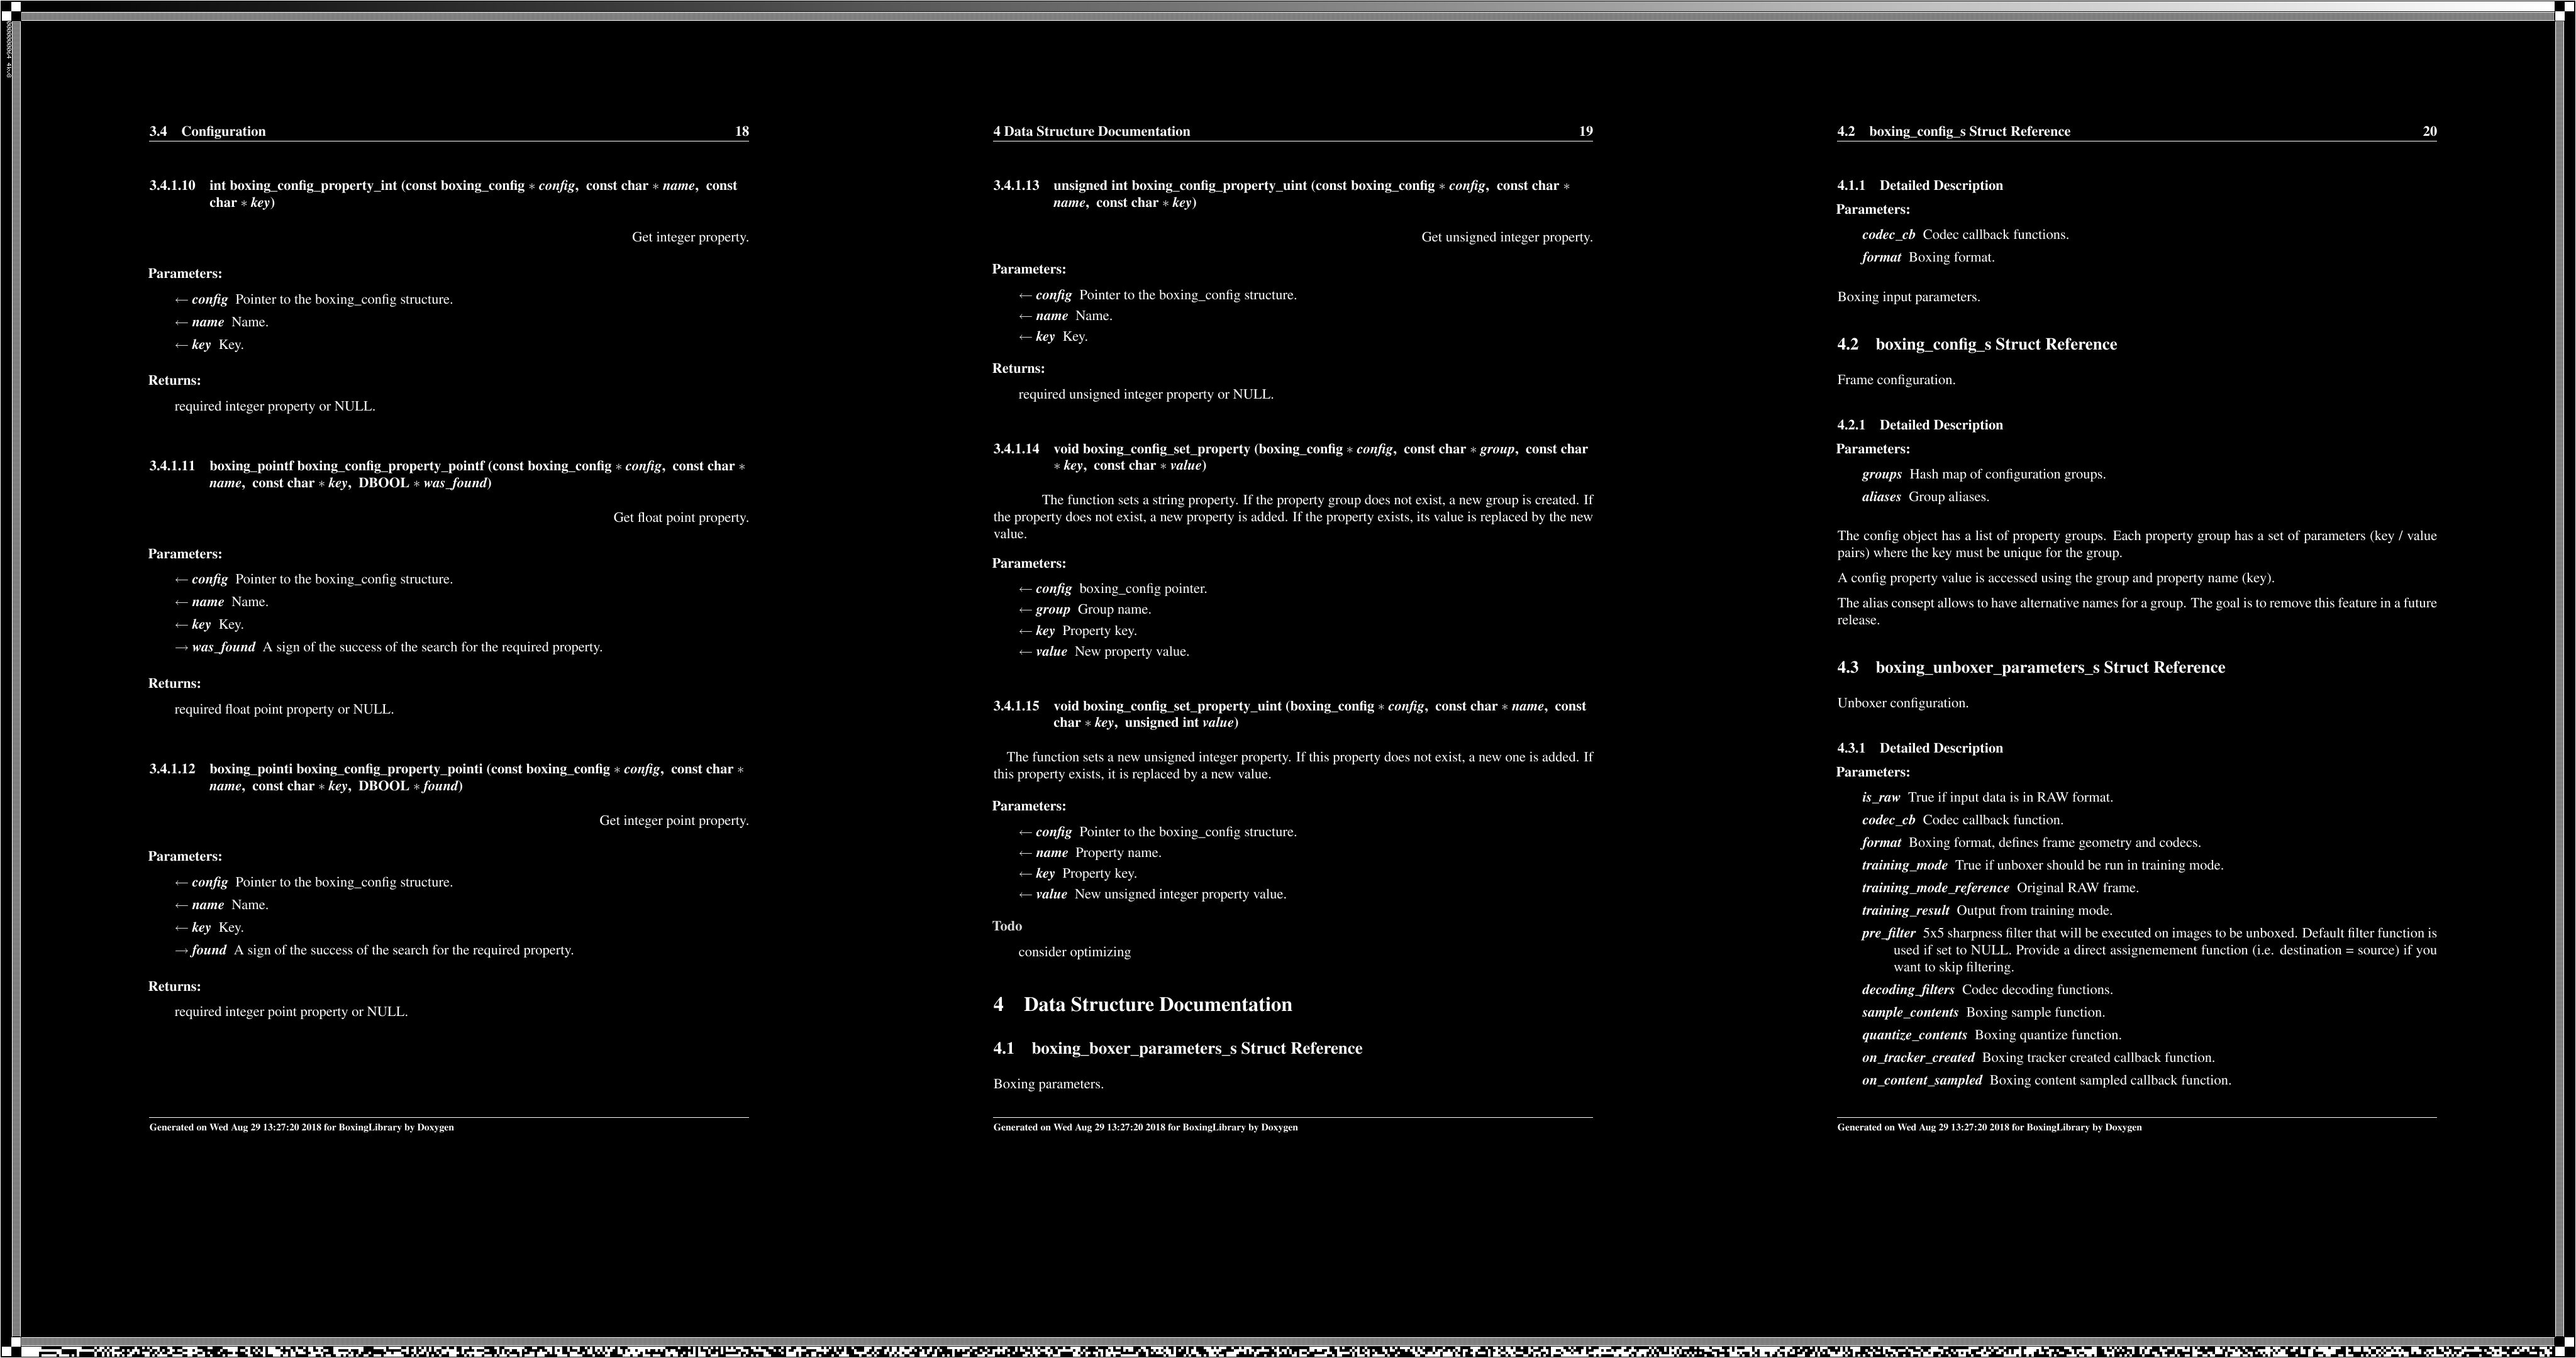 3.4 Configuration 18
3.4.1.10 int boxing_config_property_int (const boxing_config ∗ config, const char ∗ name, const
char ∗ key)
Get integer property.
Parameters:
← config Pointer to the boxing_config structure.
← name Name.
← key Key.
Returns:
required integer property or NULL.
3.4.1.11 boxing_pointf boxing_config_property_pointf (const boxing_config ∗ config, const char ∗
name, const char ∗ key, DBOOL ∗ was_found)
Get float point property.
Parameters:
← config Pointer to the boxing_config structure.
← name Name.
← key Key.
→ was_found A sign of the success of the search for the required property.
Returns:
required float point property or NULL.
3.4.1.12 boxing_pointi boxing_config_property_pointi (const boxing_config ∗ config, const char ∗
name, const char ∗ key, DBOOL ∗ found)
Get integer point property.
Parameters:
← config Pointer to the boxing_config structure.
← name Name.
← key Key.
→ found A sign of the success of the search for the required property.
Returns:
required integer point property or NULL.
Generated on Wed Aug 29 13:27:20 2018 for BoxingLibrary by Doxygen
4 Data Structure Documentation 19
3.4.1.13 unsigned int boxing_config_property_uint (const boxing_config ∗ config, const char ∗
name, const char ∗ key)
Get unsigned integer property.
Parameters:
← config Pointer to the boxing_config structure.
← name Name.
← key Key.
Returns:
required unsigned integer property or NULL.
3.4.1.14 void boxing_config_set_property (boxing_config ∗ config, const char ∗ group, const char
∗ key, const char ∗ value)
The function sets a string property. If the property group does not exist, a new group is created. If
the property does not exist, a new property is added. If the property exists, its value is replaced by the new
value.
Parameters:
← config boxing_config pointer.
← group Group name.
← key Property key.
← value New property value.
3.4.1.15 void boxing_config_set_property_uint (boxing_config ∗ config, const char ∗ name, const
char ∗ key, unsigned int value)
The function sets a new unsigned integer property. If this property does not exist, a new one is added. If
this property exists, it is replaced by a new value.
Parameters:
← config Pointer to the boxing_config structure.
← name Property name.
← key Property key.
← value New unsigned integer property value.
Todo
consider optimizing
4 Data Structure Documentation
4.1 boxing_boxer_parameters_s Struct Reference
Boxing parameters.
Generated on Wed Aug 29 13:27:20 2018 for BoxingLibrary by Doxygen
4.2 boxing_config_s Struct Reference 20
4.1.1 Detailed Description
Parameters:
codec_cb Codec callback functions.
format Boxing format.
Boxing input parameters.
4.2 boxing_config_s Struct Reference
Frame configuration.
4.2.1 Detailed Description
Parameters:
groups Hash map of configuration groups.
aliases Group aliases.
The config object has a list of property groups. Each property group has a set of parameters (key / value
pairs) where the key must be unique for the group.
A config property value is accessed using the group and property name (key).
The alias consept allows to have alternative names for a group. The goal is to remove this feature in a future
release.
4.3 boxing_unboxer_parameters_s Struct Reference
Unboxer configuration.
4.3.1 Detailed Description
Parameters:
is_raw True if input data is in RAW format.
codec_cb Codec callback function.
format Boxing format, defines frame geometry and codecs.
training_mode True if unboxer should be run in training mode.
training_mode_reference Original RAW frame.
training_result Output from training mode.
pre_filter 5x5 sharpness filter that will be executed on images to be unboxed. Default filter function is
used if set to NULL. Provide a direct assignemement function (i.e. destination = source) if you
want to skip filtering.
decoding_filters Codec decoding functions.
sample_contents Boxing sample function.
quantize_contents Boxing quantize function.
on_tracker_created Boxing tracker created callback function.
on_content_sampled Boxing content sampled callback function.
Generated on Wed Aug 29 13:27:20 2018 for BoxingLibrary by Doxygen